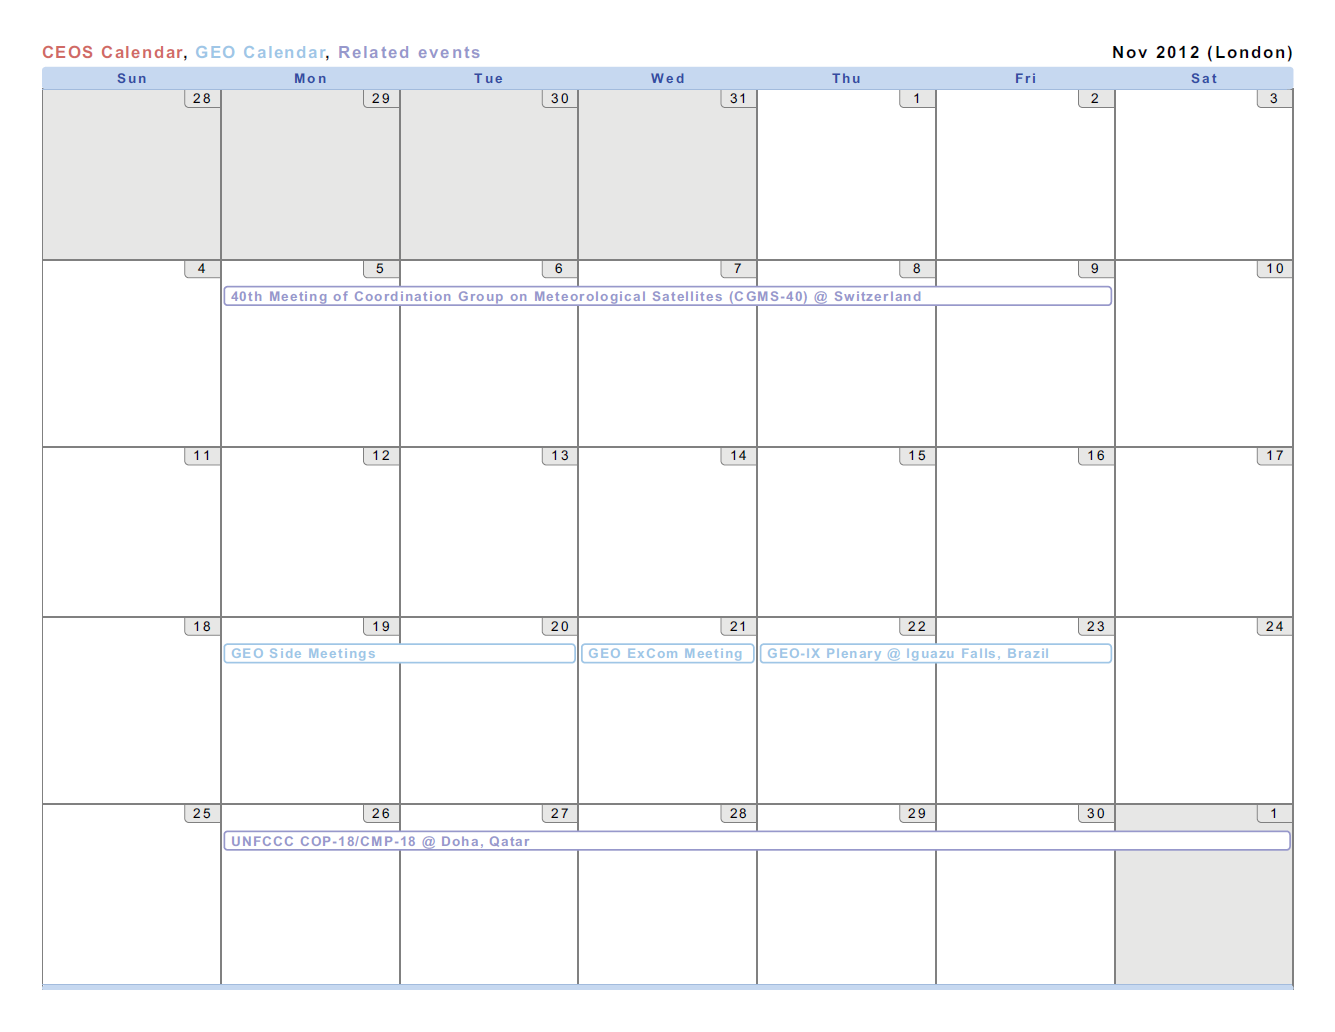 CEOS Calendar, GEO Calendar, Related events Nov 2012 (London)
Sun Mon Tue Wed Thu Fri Sat
28 29 30 31 1 2 3
4 5 6 7 8 9 10
40th Meeting of Coordination Group on Meteorological Satellites (CGMS-40) @ Switzerland
11 12 13 14 15 16 17
18 19 20 21 22 23 24
GEO Side Meetings GEO ExCom Meeting GEO-IX Plenary @ Iguazu Falls, Brazil
25 26 27 28 29 30 1
UNFCCC COP-18/CMP-18 @ Doha, Qatar